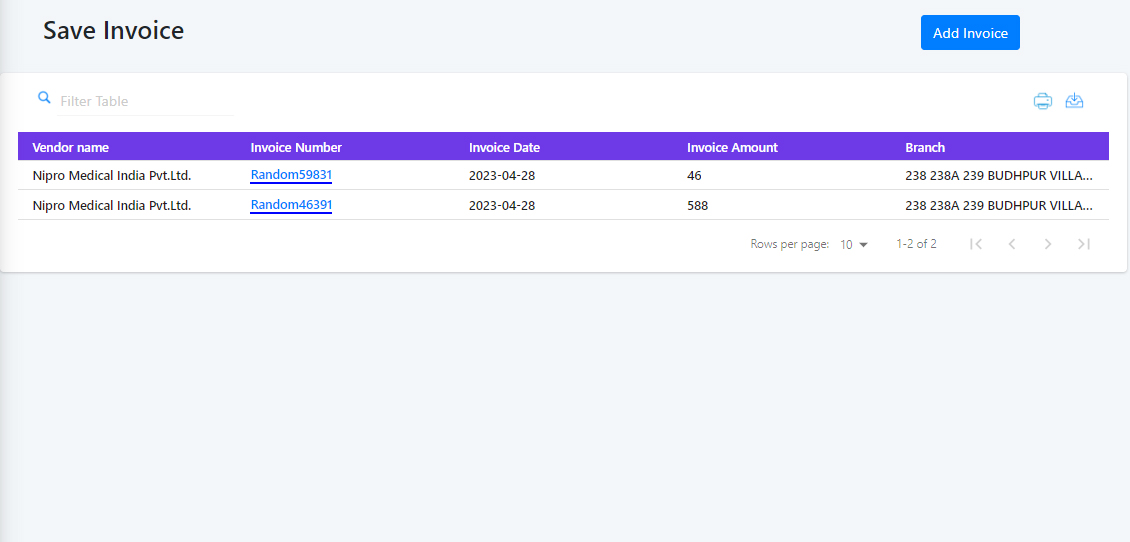 Save Invoice
Add Invoice
Filter Table
Vendor name Invoice Number Invoice Date Invoice Amount Branch
Nipro Medical India Pvt.Ltd. Random59831 2023-04-28 46 238 238A 239 BUDHPUR VILLA...
Nipro Medical India Pvt.Ltd. Random46391 2023-04-28 588 238 238A 239 BUDHPUR VILLA...
Rows per page: 10 1-2 of 2